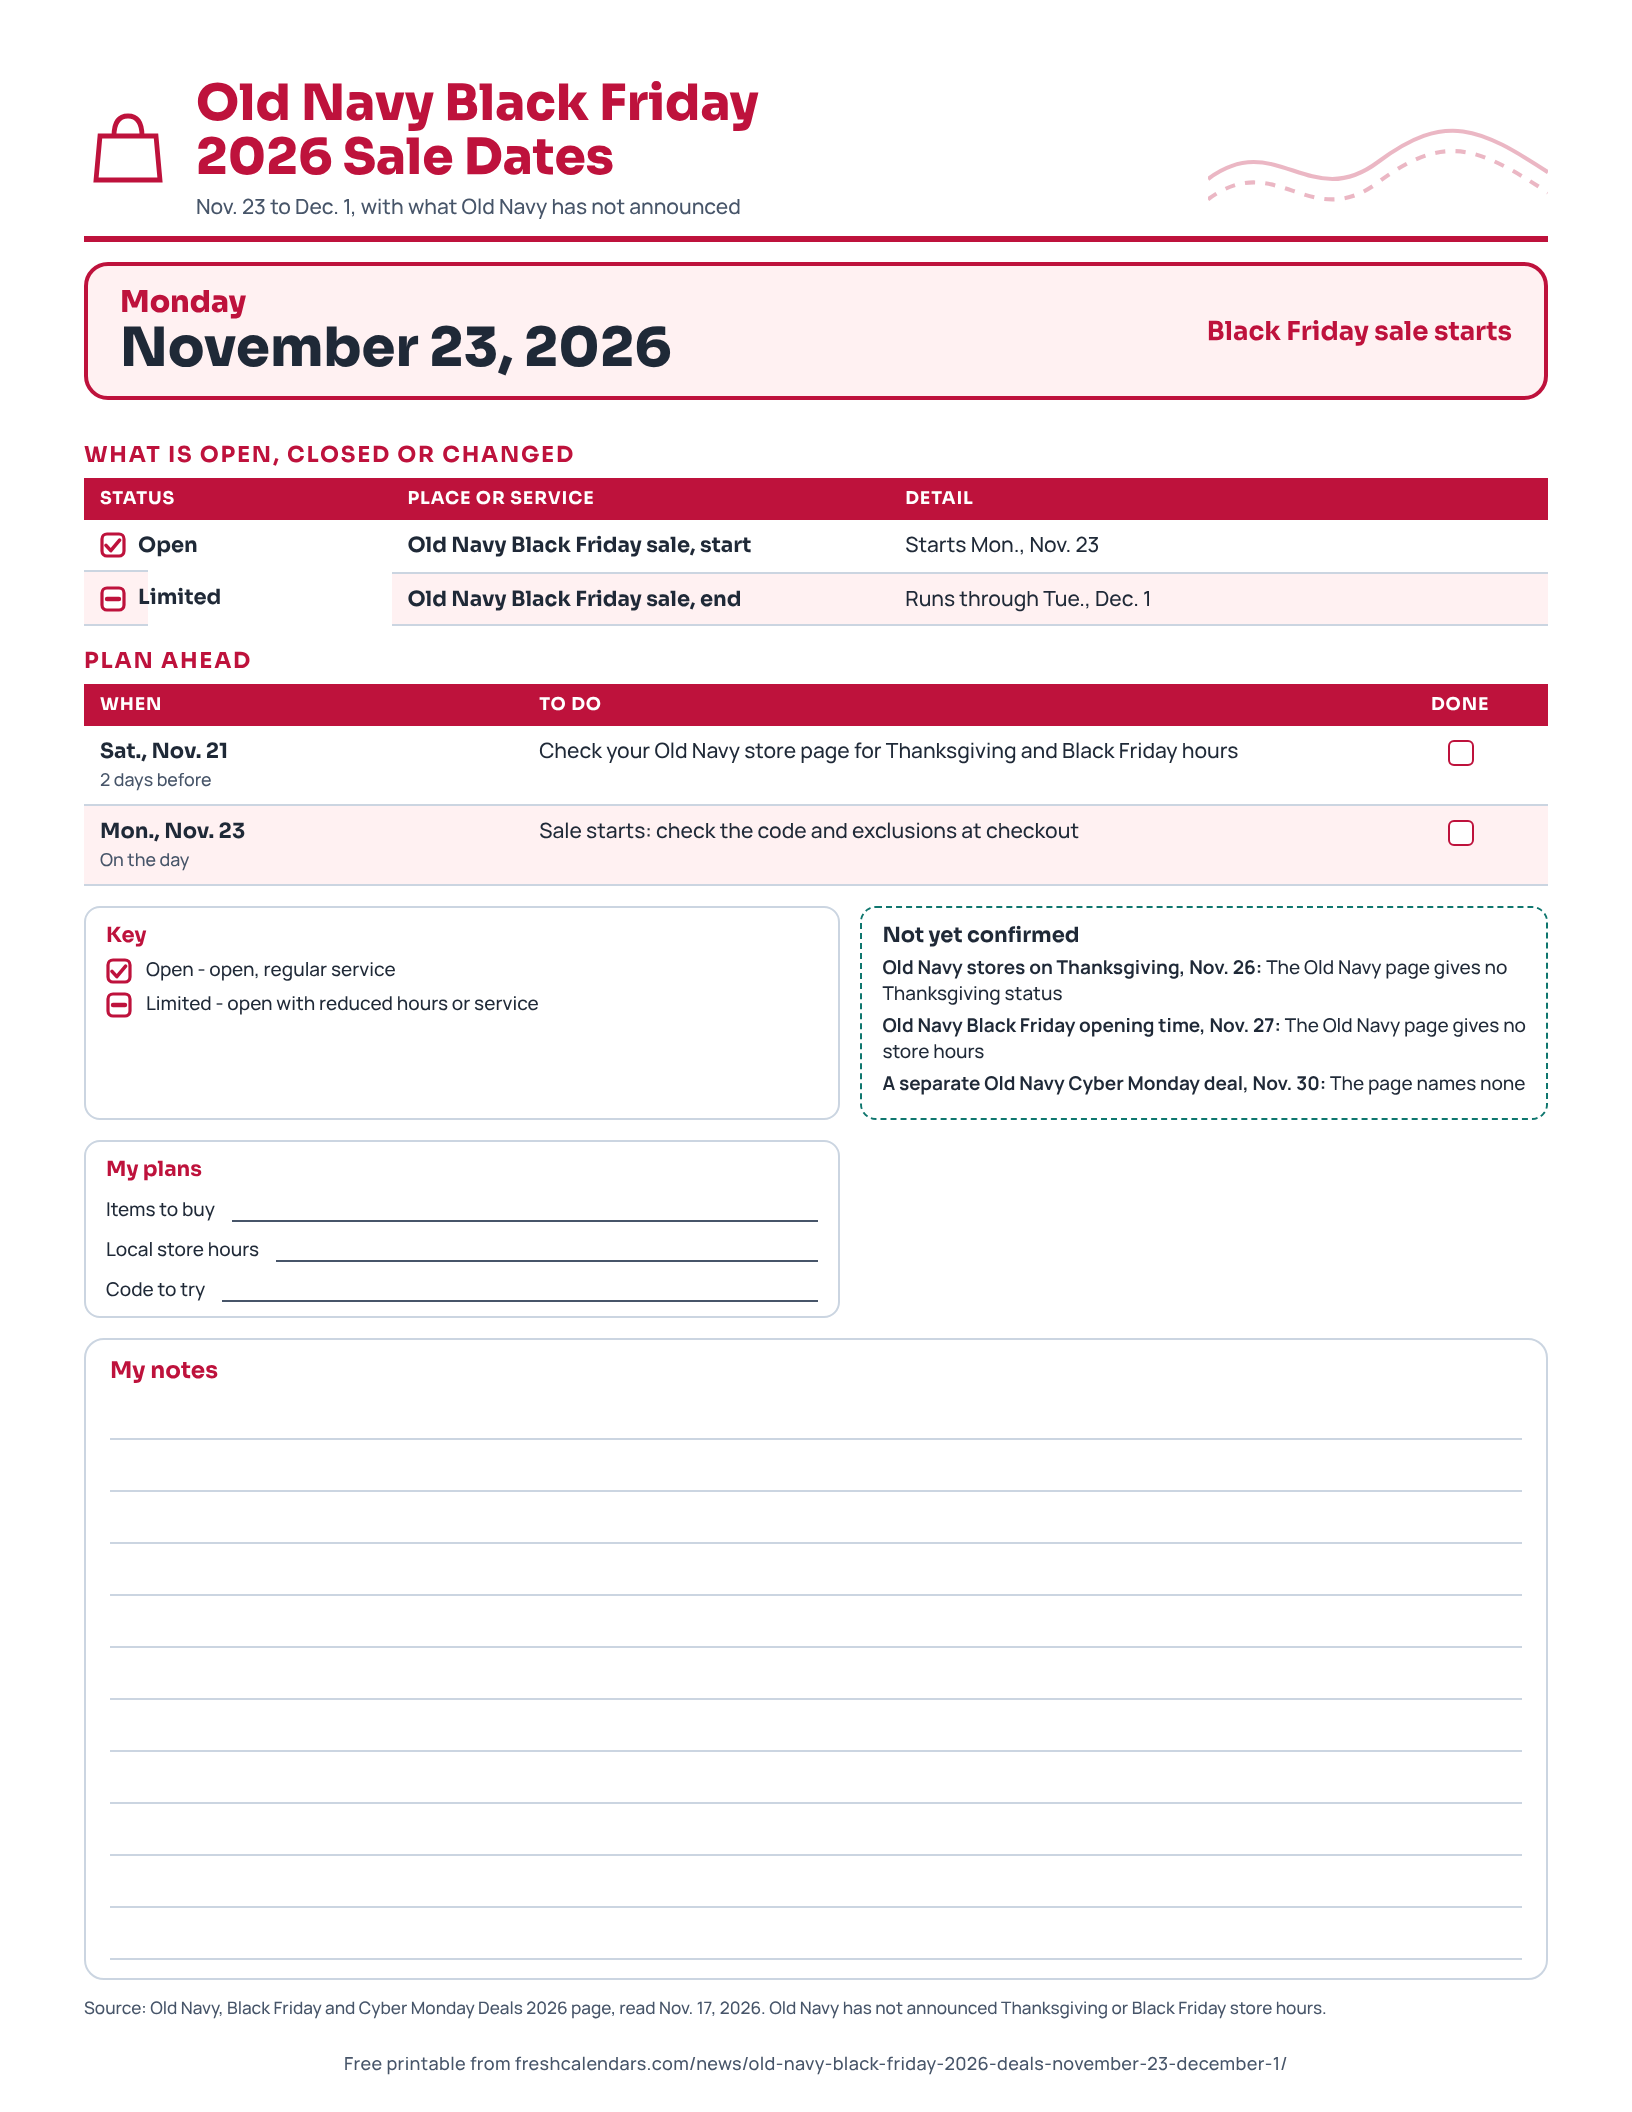 Old Navy Black Friday
2026 Sale Dates
Nov. 23 to Dec. 1, with what Old Navy has not announced
Monday
November 23, 2026
Black Friday sale starts
WHAT IS OPEN, CLOSED OR CHANGED
STATUS PLACE OR SERVICE DETAIL
Open Old Navy Black Friday sale, start Starts Mon., Nov. 23
Limited Old Navy Black Friday sale, end Runs through Tue., Dec. 1
PLAN AHEAD
WHEN TO DO DONE
Sat., Nov. 21 Check your Old Navy store page for Thanksgiving and Black Friday hours
2 days before
Mon., Nov. 23 Sale starts: check the code and exclusions at checkout
On the day
Key
Open - open, regular service
Limited - open with reduced hours or service
Not yet confirmed
Old Navy stores on Thanksgiving, Nov. 26: The Old Navy page gives no
Thanksgiving status
Old Navy Black Friday opening time, Nov. 27: The Old Navy page gives no
store hours
A separate Old Navy Cyber Monday deal, Nov. 30: The page names none
My plans
Items to buy
Local store hours
Code to try
My notes
Source: Old Navy, Black Friday and Cyber Monday Deals 2026 page, read Nov. 17, 2026. Old Navy has not announced Thanksgiving or Black Friday store hours.
Free printable from freshcalendars.com/news/old-navy-black-friday-2026-deals-november-23-december-1/